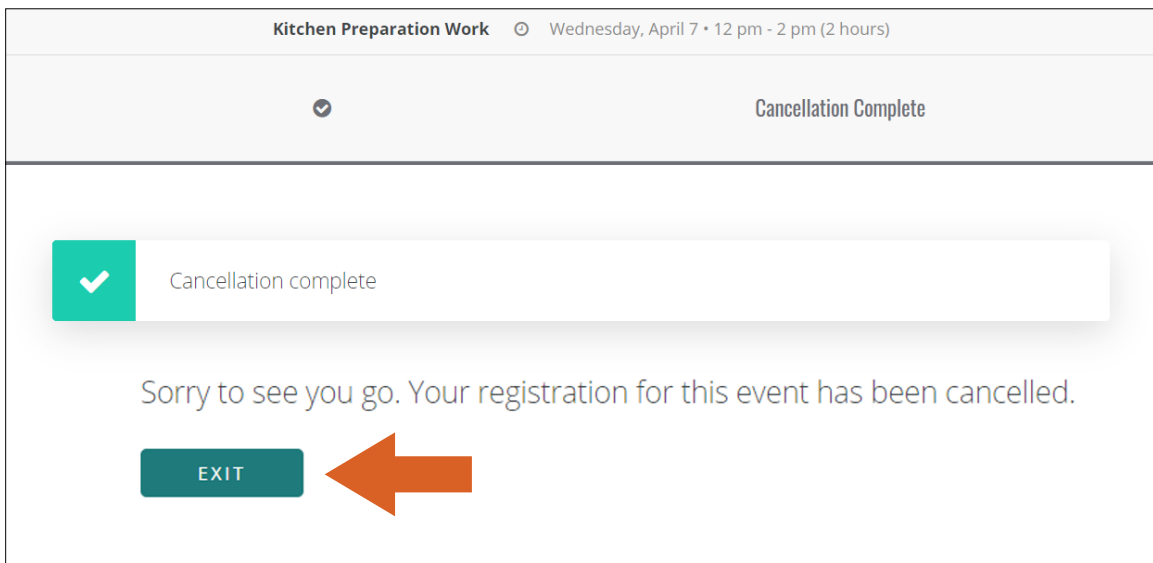 Kitchen Preparation Work Wednesday, April 7 • 12 pm - 2 pm (2 hours)
Cancellation Complete
Cancellation complete
Sorry to see you go. Your registration for this event has been cancelled.
EXIT